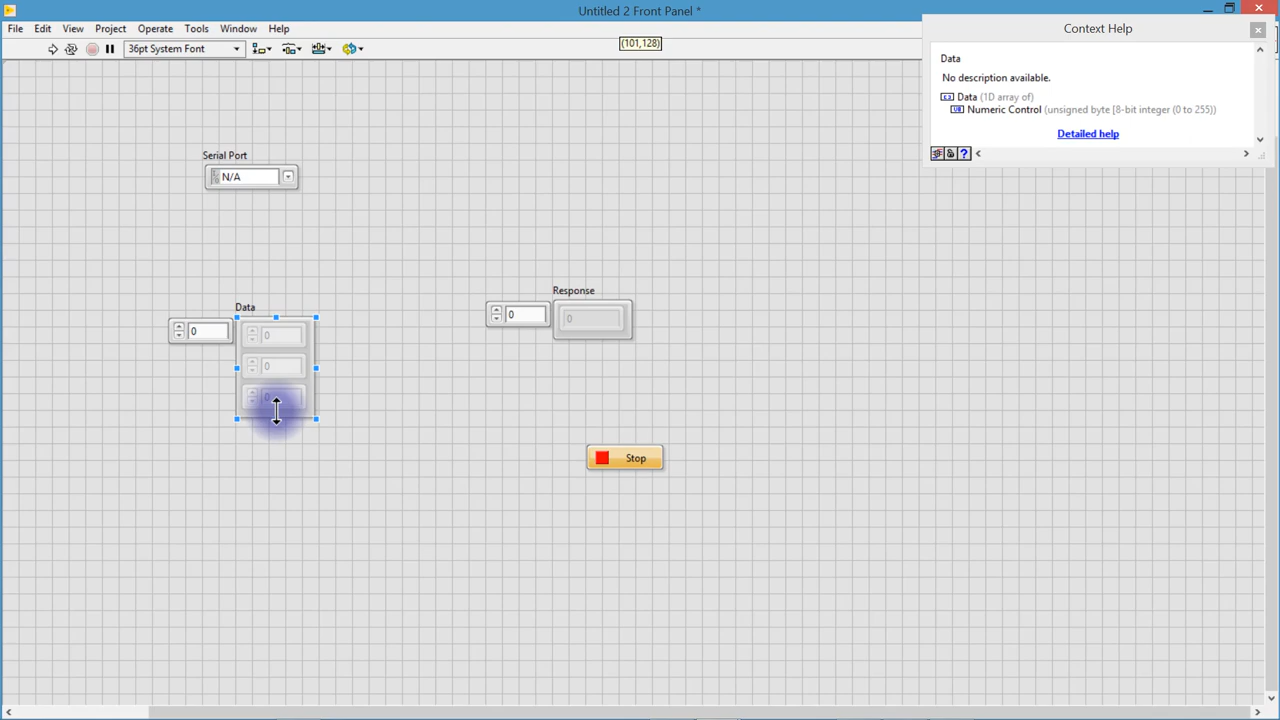 Untitled 2 Front Panel *
File Edit View Project Operate Tools Window Help
36pt System Font
(101,128)
Context Help
Data
No description available.
Data (1D array of)
Numeric Control (unsigned byte [8-bit integer (0 to 255))
Detailed help
?
Serial Port
N/A
Data
0
0
0
0
Response
0
0
Stop